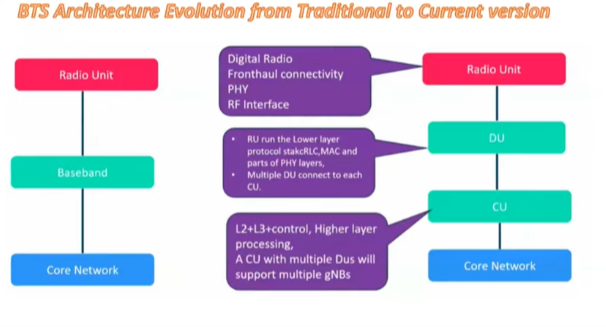 BTS Architecture Evolution from Traditional to Current version
Radio Unit
Baseband
Core Network
Digital Radio
Fronthaul connectivity
PHY
RF Interface
• RU run the Lower layer
protocol stakcRLC,MAC and
parts of PHY layers,
• Multiple DU connect to each
CU.
L2+L3+control, Higher layer
processing,
A CU with multiple Dus will
support multiple gNBs
Radio Unit
DU
CU
Core Network